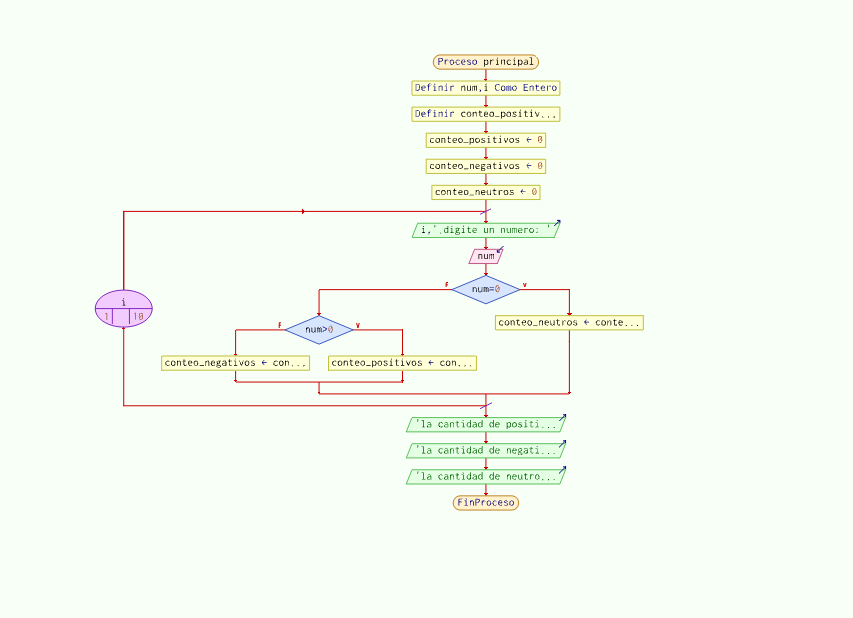 Proceso principal
Definir num,i Como Entero
Definir conteo_positiv...
conteo_positivos ← 0
conteo_negativos ← 0
conteo_neutros ← 0
i,'.digite un numero: '
num
F num=0 V
i
1 10
conteo_neutros ← conte...
F num>0 V
conteo_negativos ← con...
conteo_positivos ← con...
'la cantidad de positi...
'la cantidad de negati...
'la cantidad de neutro...
FinProceso